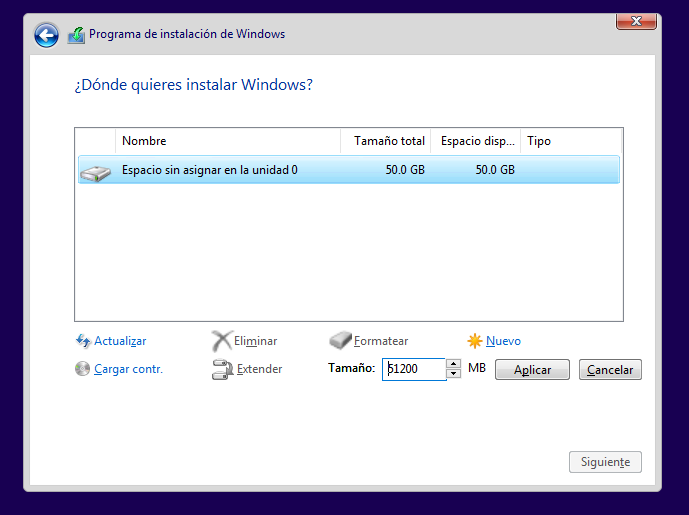 Programa de instalación de Windows
¿Dónde quieres instalar Windows?
Nombre Tamaño total Espacio disp... Tipo
Espacio sin asignar en la unidad 0 50.0 GB 50.0 GB
Actualizar Eliminar Formatear Nuevo
Cargar contr. Extender Tamaño: 51200 MB Aplicar Cancelar
Siguiente